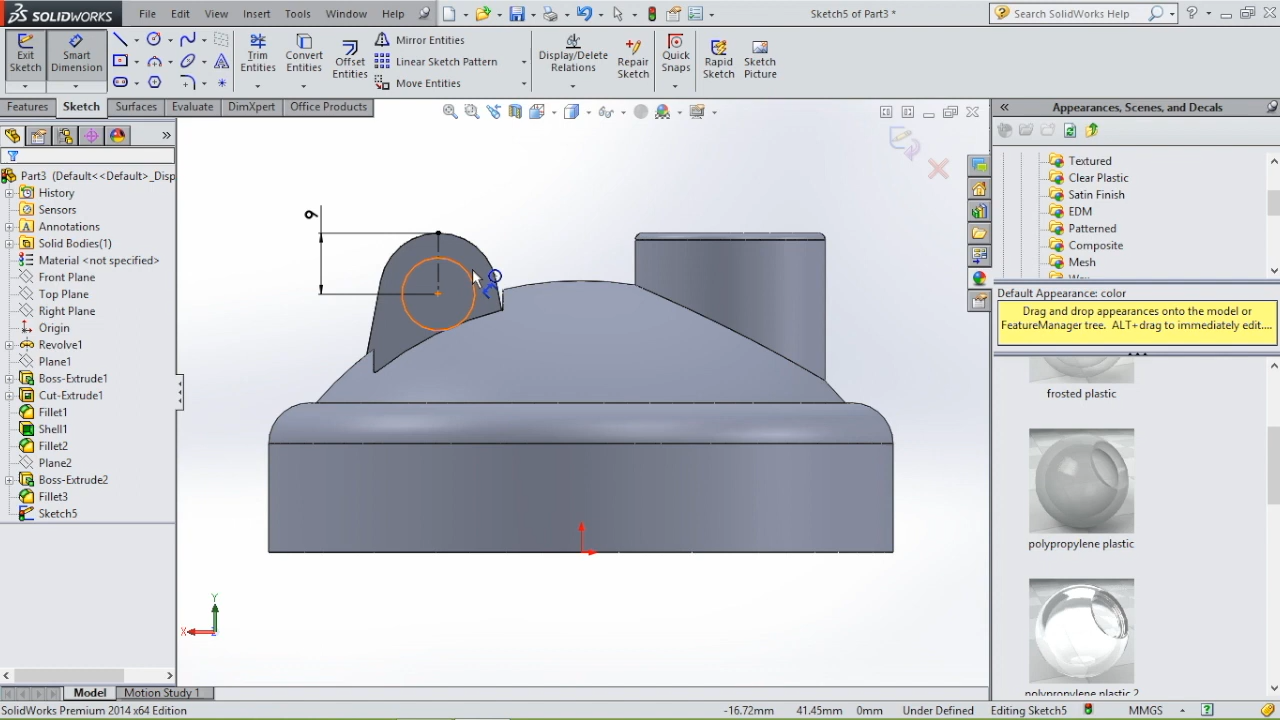 SOLIDWORKS
File Edit View Insert Tools Window Help
Sketch5 of Part3 *
Search SolidWorks Help
Exit Sketch
Smart Dimension
Trim Entities
Convert Entities
Offset Entities
Mirror Entities
Linear Sketch Pattern
Move Entities
Display/Delete Relations
Repair Sketch
Quick Snaps
Rapid Sketch
Sketch Picture
Features Sketch Surfaces Evaluate DimXpert Office Products
Part3 (Default<<Default>_Disp
History
Sensors
Annotations
Solid Bodies(1)
Material <not specified>
Front Plane
Top Plane
Right Plane
Origin
Revolve1
Plane1
Boss-Extrude1
Cut-Extrude1
Fillet1
Shell1
Fillet2
Plane2
Boss-Extrude2
Fillet3
Sketch5
9
Y
X
Appearances, Scenes, and Decals
Textured
Clear Plastic
Satin Finish
EDM
Patterned
Composite
Mesh
Default Appearance: color
Drag and drop appearances onto the model or
FeatureManager tree. ALT+drag to immediately edit....
frosted plastic
polypropylene plastic
polypropylene plastic 2
Model Motion Study 1
SolidWorks Premium 2014 x64 Edition
-16.72mm 41.45mm 0mm Under Defined Editing Sketch5 MMGS